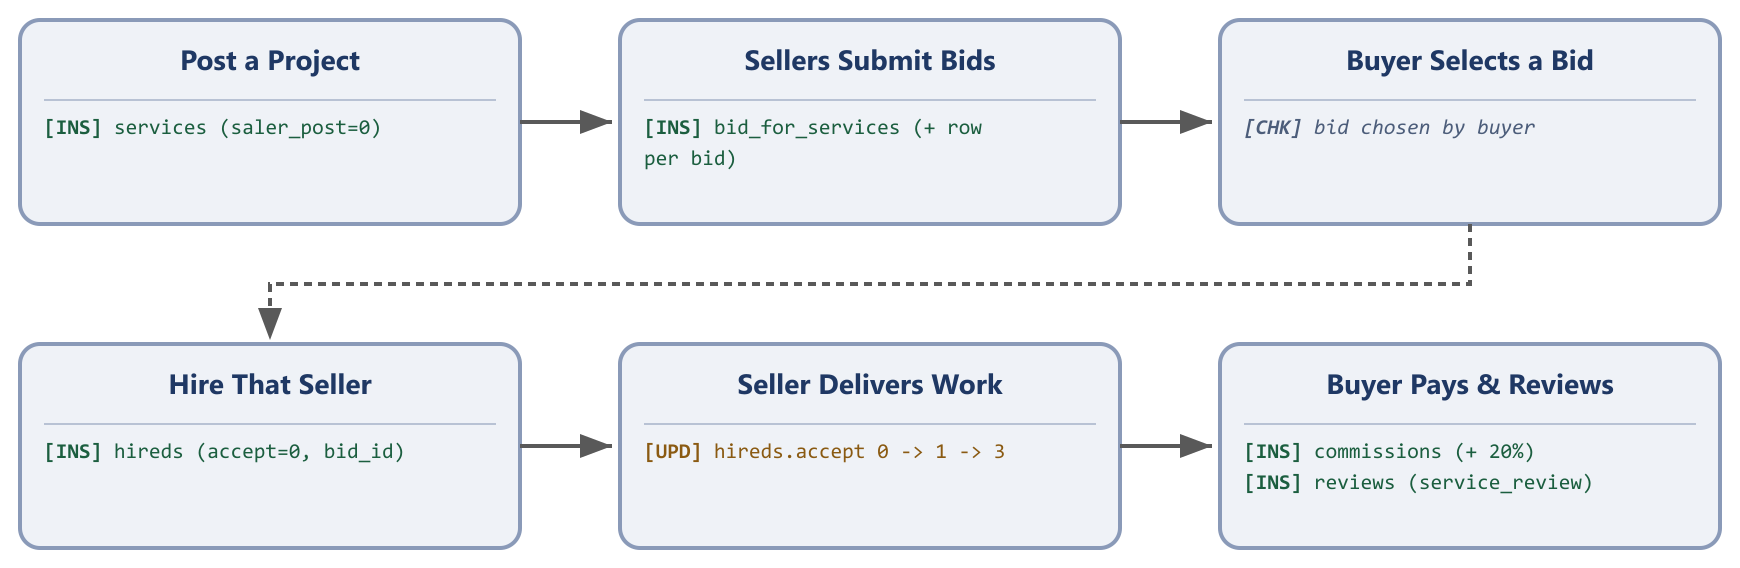 Post a Project
[INS] services (saler_post=0)
Sellers Submit Bids
[INS] bid_for_services (+ row
per bid)
Buyer Selects a Bid
[CHK] bid chosen by buyer
Hire That Seller
[INS] hireds (accept=0, bid_id)
Seller Delivers Work
[UPD] hireds.accept 0 -> 1 -> 3
Buyer Pays & Reviews
[INS] commissions (+ 20%)
[INS] reviews (service_review)